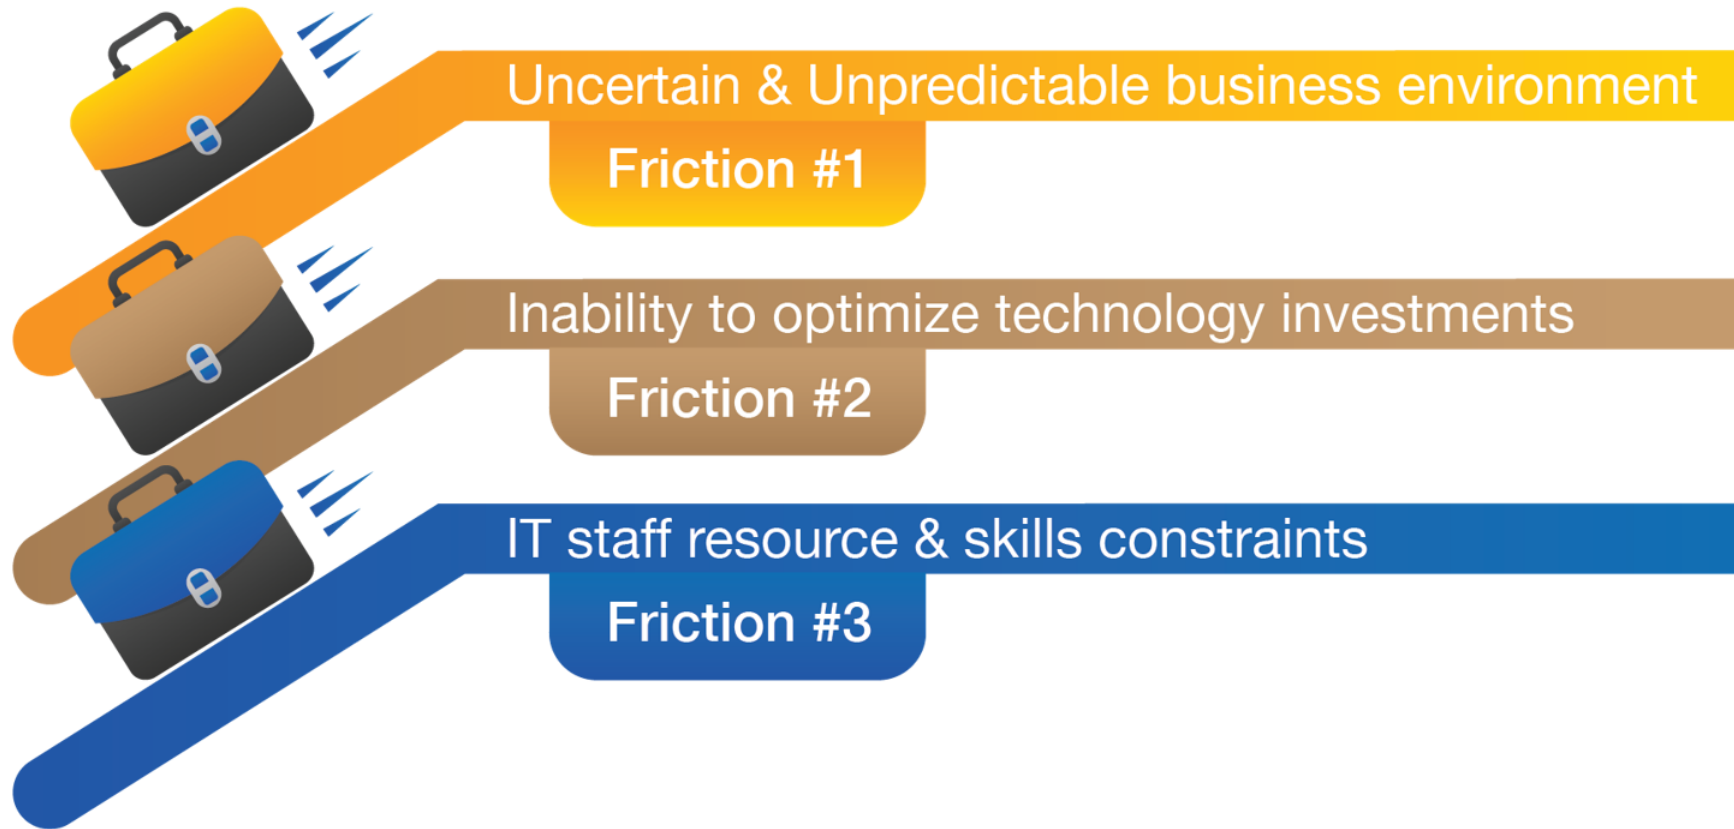 Uncertain & Unpredictable business environment
Friction #1
Inability to optimize technology investments
Friction #2
IT staff resource & skills constraints
Friction #3